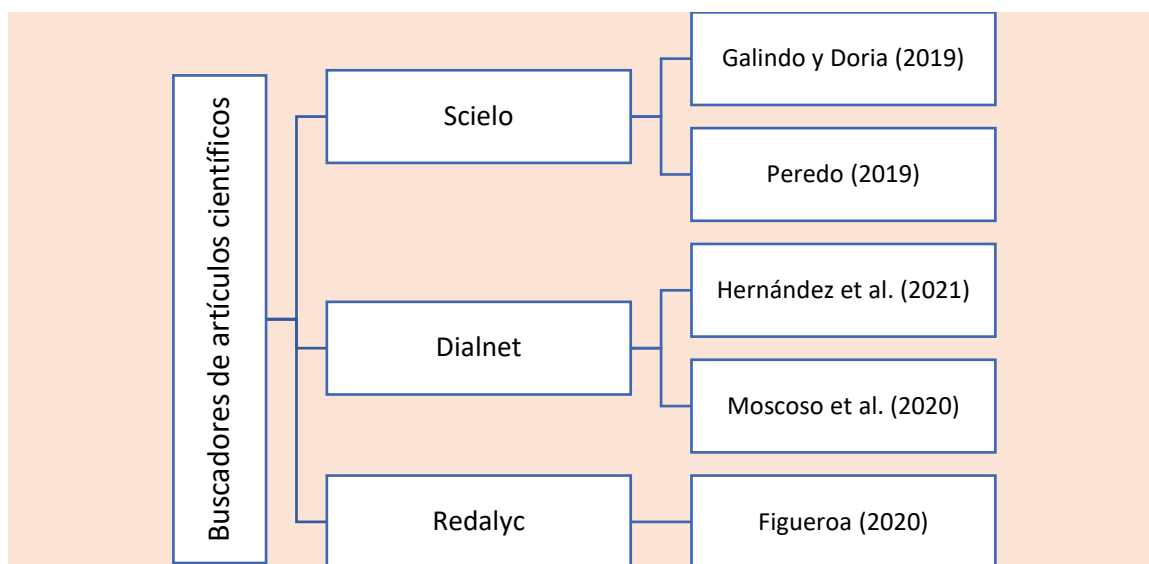 Buscadores de artículos científicos
Scielo
Galindo y Doria (2019)
Peredo (2019)
Dialnet
Hernández et al. (2021)
Moscoso et al. (2020)
Redalyc
Figueroa (2020)